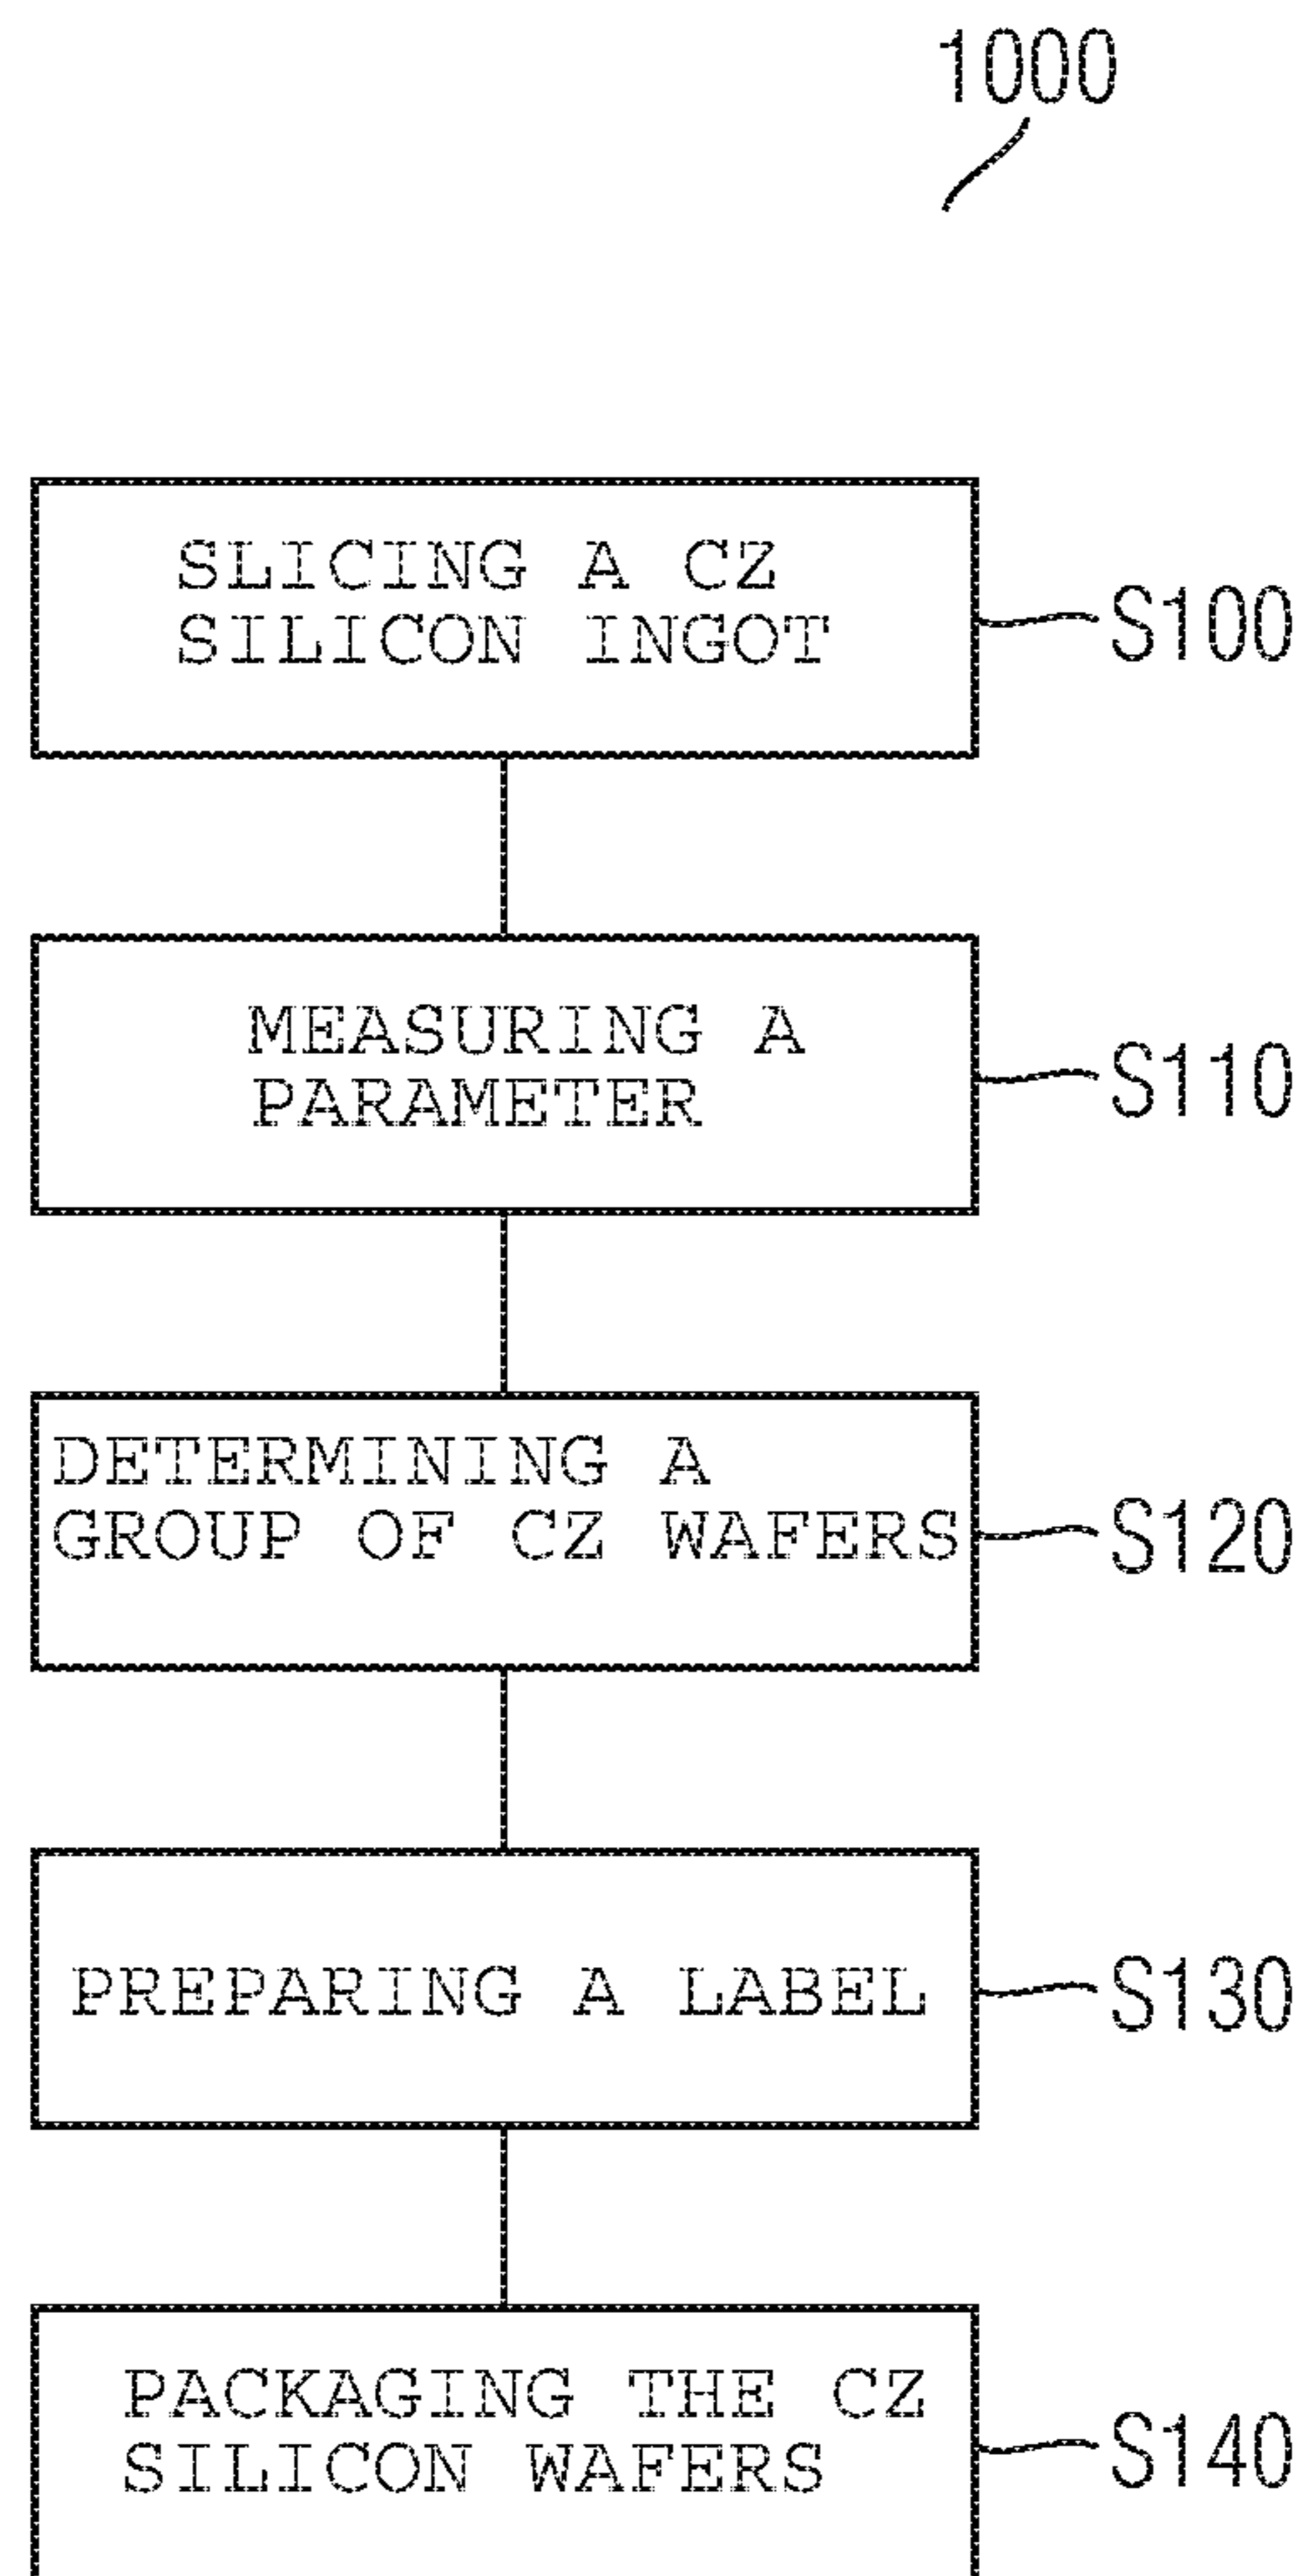 1000
SLICING A CZ
SILICON INGOT
S100
MEASURING A
PARAMETER
S110
DETERMINING A
GROUP OF CZ WAFERS
S120
PREPARING A LABEL
S130
PACKAGING THE CZ
SILICON WAFERS
S140